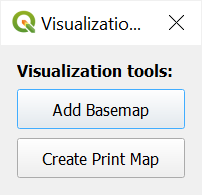 Visualizatio...
Visualization tools:
Add Basemap
Create Print Map